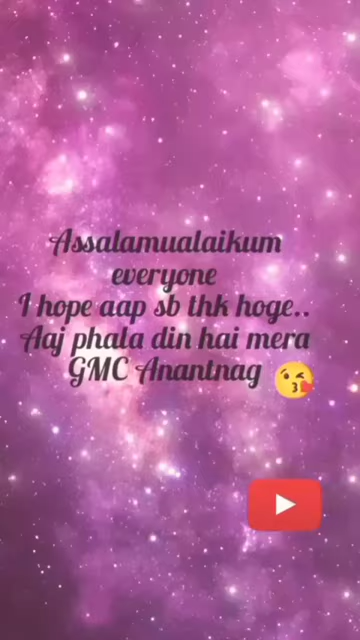 Assalamualaikum
everyone
I hope aap sb thk hoge..
Aaj phala din hai mera
GMC Anantnag 😘